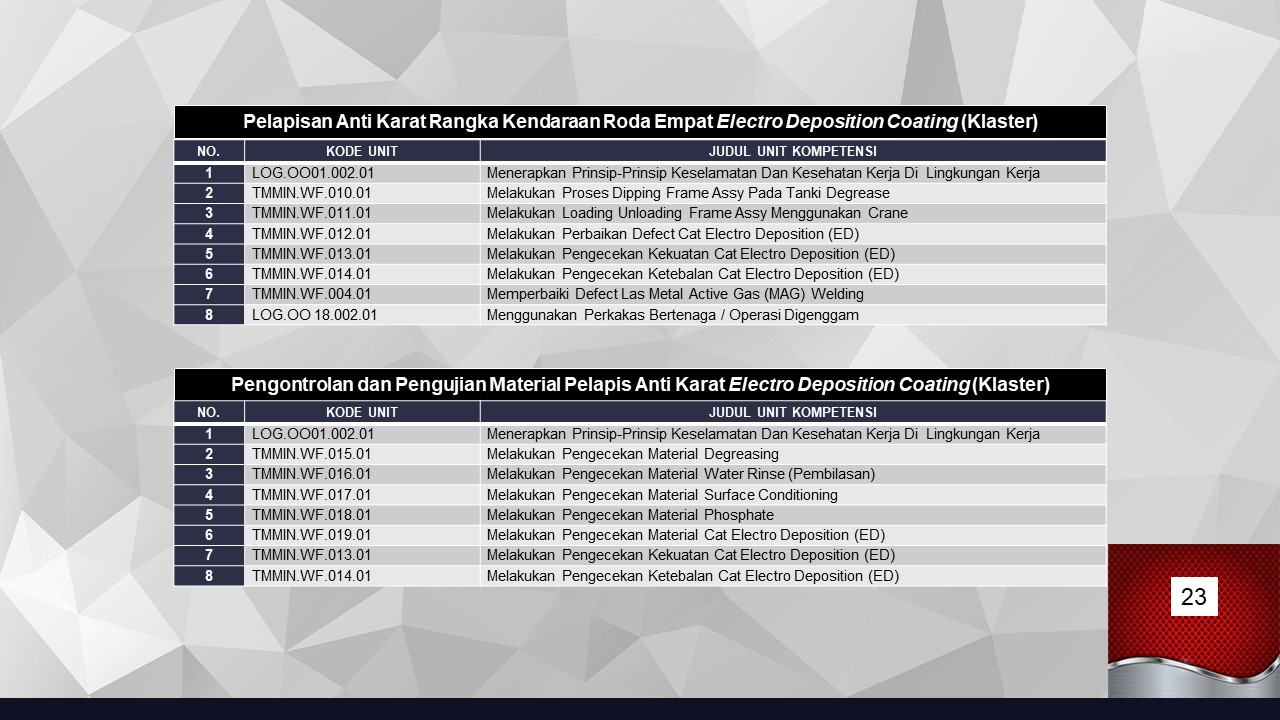 Pelapisan Anti Karat Rangka Kendaraan Roda Empat Electro Deposition Coating (Klaster)
NO. KODE UNIT JUDUL UNIT KOMPETENSI
1 LOG.OO01.002.01 Menerapkan Prinsip-Prinsip Keselamatan Dan Kesehatan Kerja Di Lingkungan Kerja
2 TMMIN.WF.010.01 Melakukan Proses Dipping Frame Assy Pada Tanki Degrease
3 TMMIN.WF.011.01 Melakukan Loading Unloading Frame Assy Menggunakan Crane
4 TMMIN.WF.012.01 Melakukan Perbaikan Defect Cat Electro Deposition (ED)
5 TMMIN.WF.013.01 Melakukan Pengecekan Kekuatan Cat Electro Deposition (ED)
6 TMMIN.WF.014.01 Melakukan Pengecekan Ketebalan Cat Electro Deposition (ED)
7 TMMIN.WF.004.01 Memperbaiki Defect Las Metal Active Gas (MAG) Welding
8 LOG.OO 18.002.01 Menggunakan Perkakas Bertenaga / Operasi Digenggam
Pengontrolan dan Pengujian Material Pelapis Anti Karat Electro Deposition Coating (Klaster)
NO. KODE UNIT JUDUL UNIT KOMPETENSI
1 LOG.OO01.002.01 Menerapkan Prinsip-Prinsip Keselamatan Dan Kesehatan Kerja Di Lingkungan Kerja
2 TMMIN.WF.015.01 Melakukan Pengecekan Material Degreasing
3 TMMIN.WF.016.01 Melakukan Pengecekan Material Water Rinse (Pembilasan)
4 TMMIN.WF.017.01 Melakukan Pengecekan Material Surface Conditioning
5 TMMIN.WF.018.01 Melakukan Pengecekan Material Phosphate
6 TMMIN.WF.019.01 Melakukan Pengecekan Material Cat Electro Deposition (ED)
7 TMMIN.WF.013.01 Melakukan Pengecekan Kekuatan Cat Electro Deposition (ED)
8 TMMIN.WF.014.01 Melakukan Pengecekan Ketebalan Cat Electro Deposition (ED)
23